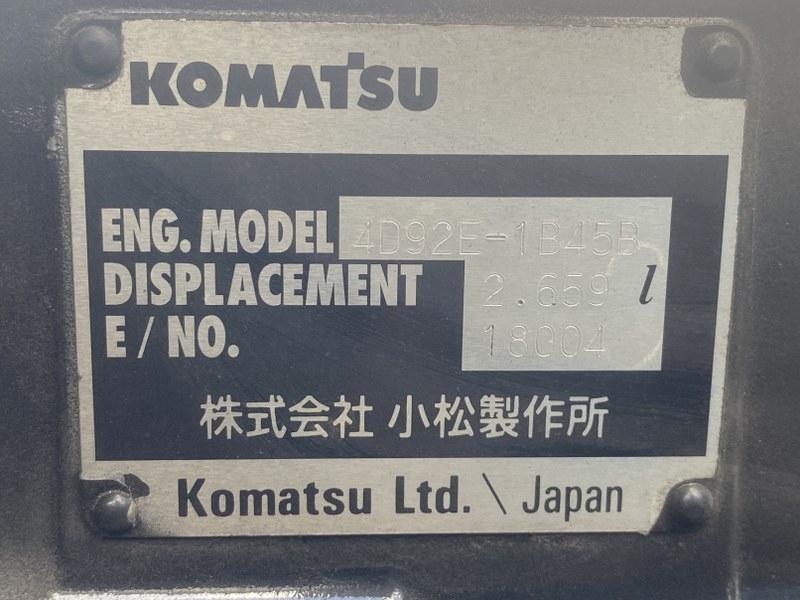 KOMATSU
ENG. MODEL 4D92E-1B45B
DISPLACEMENT 2.659 l
E / NO. 18004
株式会社 小松製作所
Komatsu Ltd. \ Japan